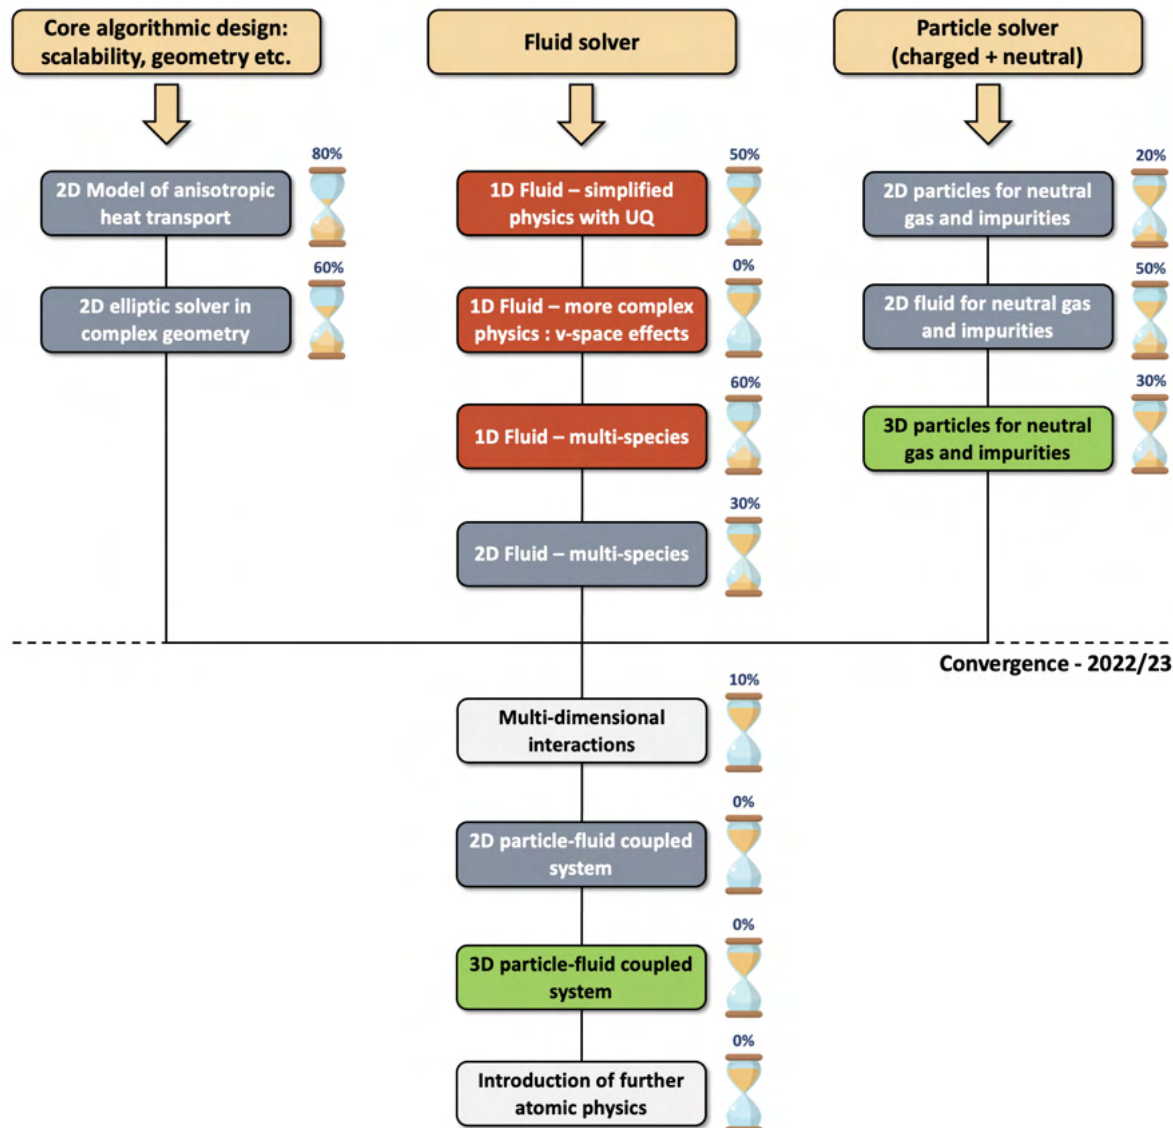 Core algorithmic design:
scalability, geometry etc.
Fluid solver
Particle solver
(charged + neutral)
80%
2D Model of anisotropic
heat transport
60%
2D elliptic solver in
complex geometry
50%
1D Fluid – simplified
physics with UQ
0%
1D Fluid – more complex
physics : v-space effects
60%
1D Fluid – multi-species
30%
2D Fluid – multi-species
20%
2D particles for neutral
gas and impurities
50%
2D fluid for neutral gas
and impurities
30%
3D particles for neutral
gas and impurities
Convergence - 2022/23
10%
Multi-dimensional
interactions
0%
2D particle-fluid coupled
system
0%
3D particle-fluid coupled
system
0%
Introduction of further
atomic physics